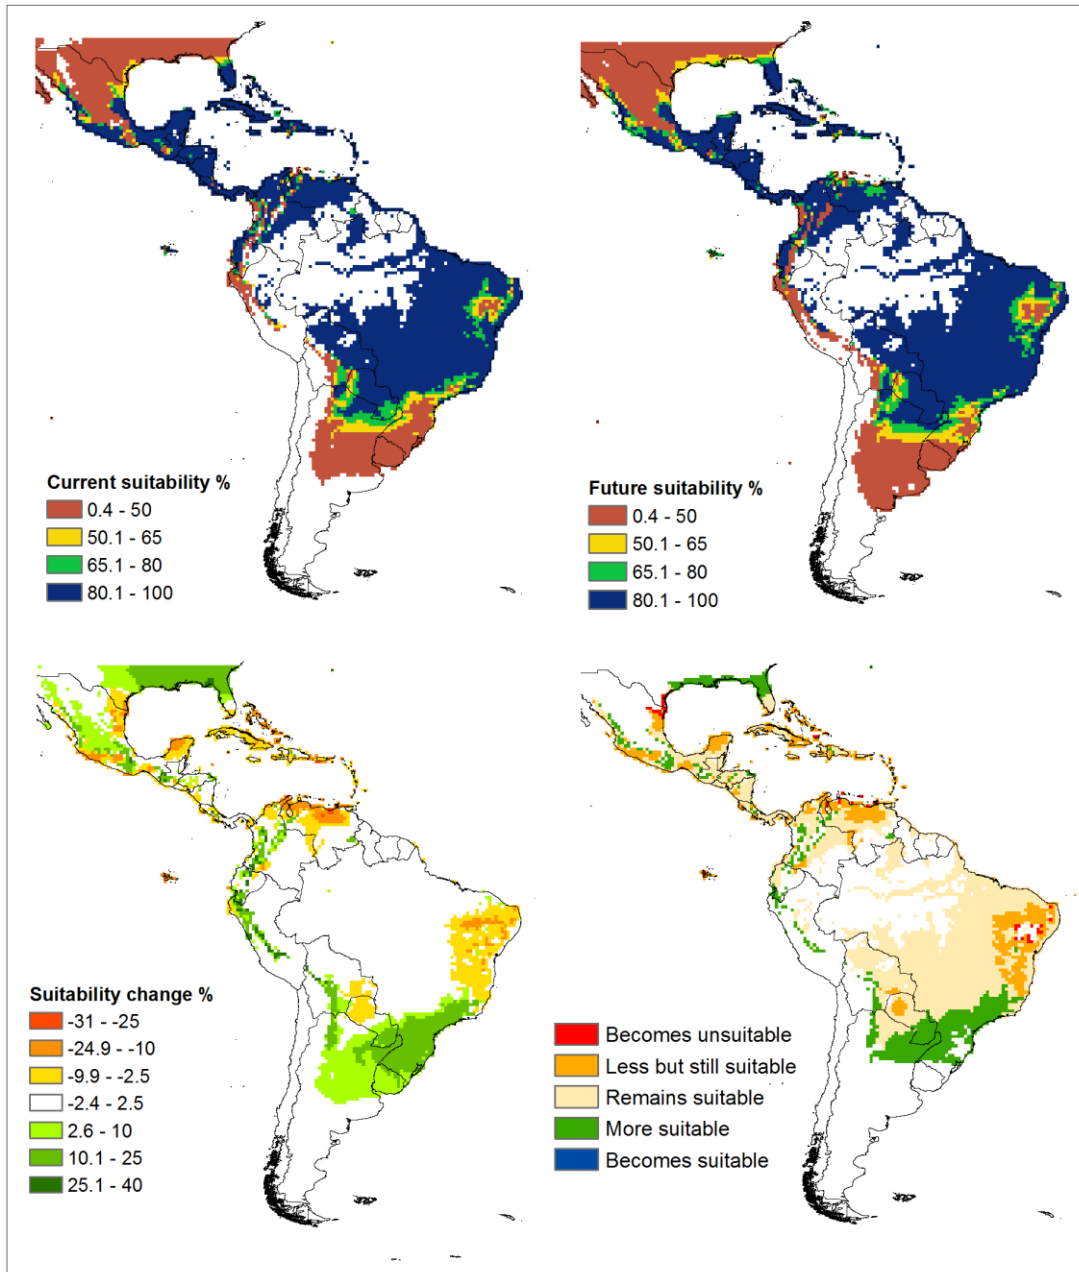 Current suitability %
0.4 - 50
50.1 - 65
65.1 - 80
80.1 - 100
Future suitability %
0.4 - 50
50.1 - 65
65.1 - 80
80.1 - 100
Suitability change %
-31 - -25
-24.9 - -10
-9.9 - -2.5
-2.4 - 2.5
2.6 - 10
10.1 - 25
25.1 - 40
Becomes unsuitable
Less but still suitable
Remains suitable
More suitable
Becomes suitable